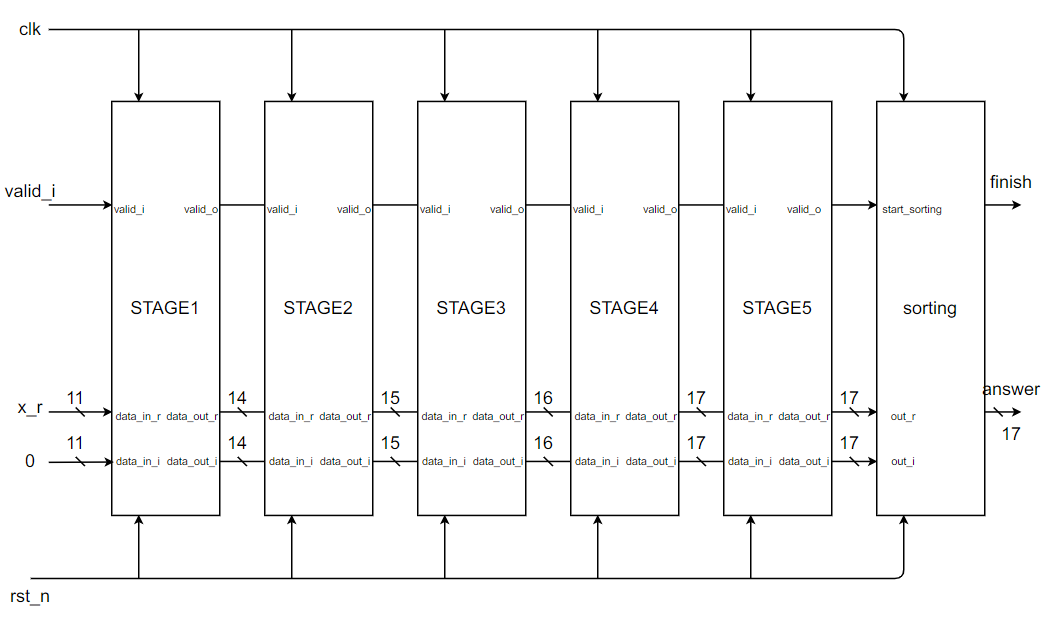 clk
valid_i
finish
valid_i valid_o
valid_i valid_o
valid_i valid_o
valid_i valid_o
valid_i valid_o
start_sorting
STAGE1
STAGE2
STAGE3
STAGE4
STAGE5
sorting
x_r
11
14
15
16
17
17
answer
17
data_in_r data_out_r
data_in_r data_out_r
data_in_r data_out_r
data_in_r data_out_r
data_in_r data_out_r
out_r
0
11
14
15
16
17
17
data_in_i data_out_i
data_in_i data_out_i
data_in_i data_out_i
data_in_i data_out_i
data_in_i data_out_i
out_i
rst_n